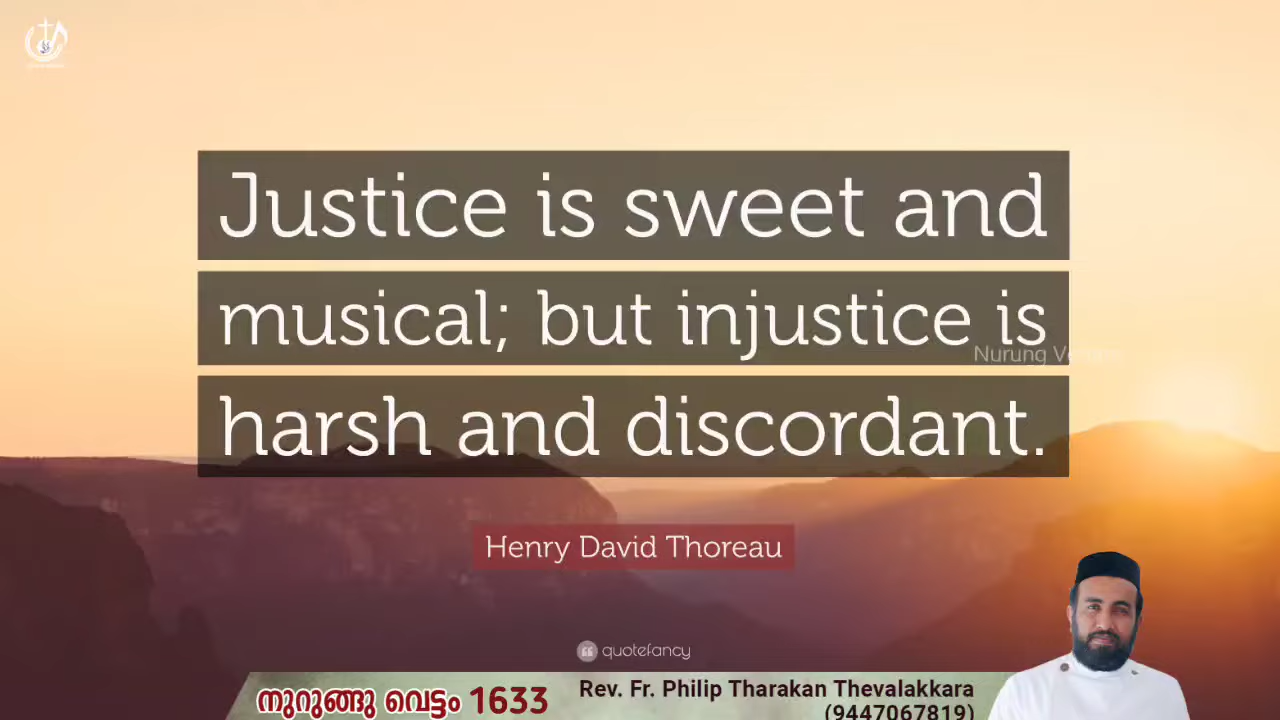 Justice is sweet and
musical; but injustice is
Nurung
harsh and discordant.
Henry David Thoreau
quotefancy
നുറുങ്ങു വെട്ടം 1633
Rev. Fr. Philip Tharakan Thevalakkara
(9447067819)